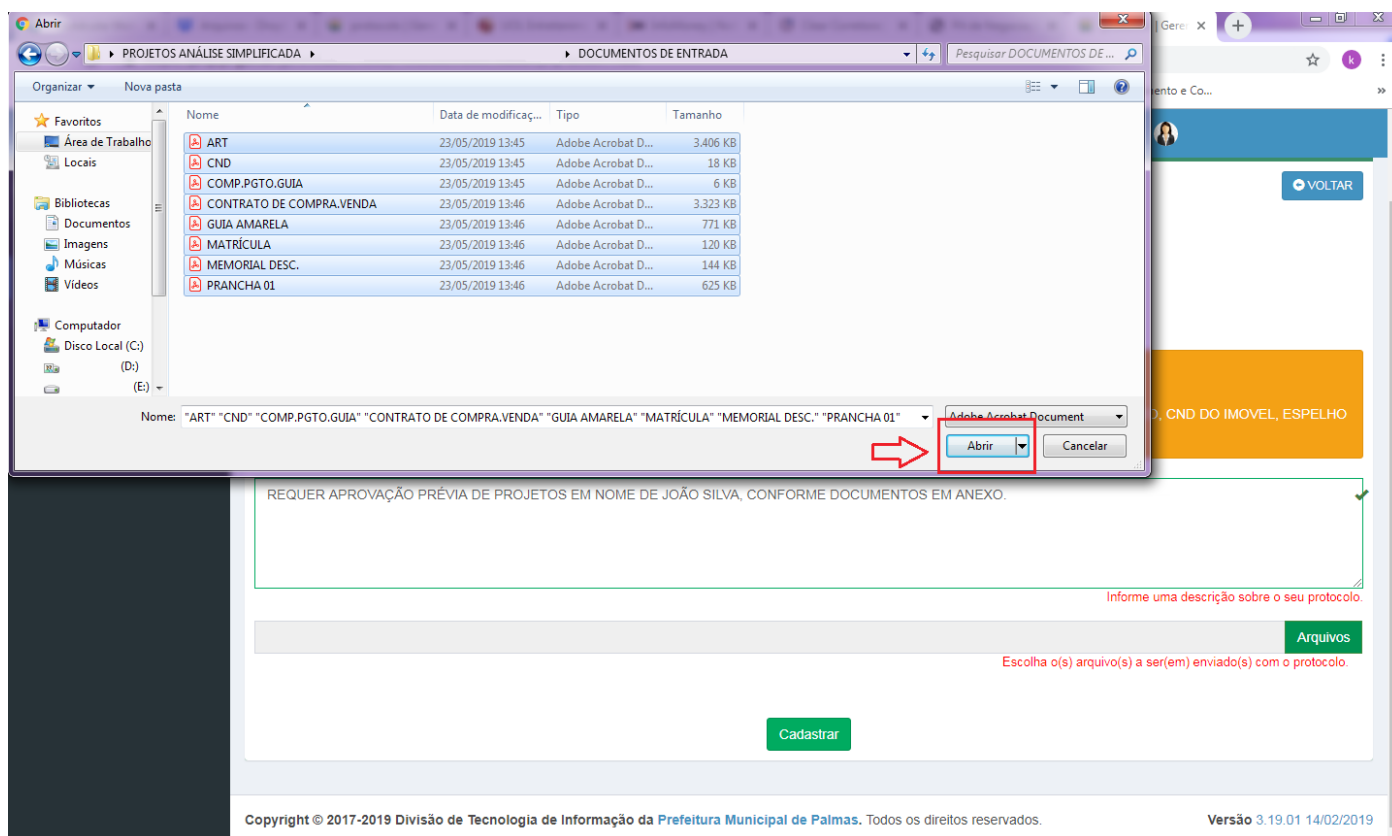 Abrir
Gere
PROJETOS ANÁLISE SIMPLIFICADA
DOCUMENTOS DE ENTRADA
Pesquisar DOCUMENTOS DE ...
k
Organizar
Nova pasta
ento e Co...
Nome
Data de modificaç...
Tipo
Tamanho
Favoritos
Área de Trabalho
Locais
Bibliotecas
Documentos
Imagens
Músicas
Vídeos
Computador
Disco Local (C:)
(D:)
(E:)
ART 23/05/2019 13:45 Adobe Acrobat D... 3.406 KB
CND 23/05/2019 13:45 Adobe Acrobat D... 18 KB
COMP.PGTO.GUIA 23/05/2019 13:45 Adobe Acrobat D... 6 KB
CONTRATO DE COMPRA.VENDA 23/05/2019 13:46 Adobe Acrobat D... 3.323 KB
GUIA AMARELA 23/05/2019 13:46 Adobe Acrobat D... 771 KB
MATRÍCULA 23/05/2019 13:46 Adobe Acrobat D... 120 KB
MEMORIAL DESC. 23/05/2019 13:46 Adobe Acrobat D... 144 KB
PRANCHA 01 23/05/2019 13:46 Adobe Acrobat D... 625 KB
VOLTAR
Nome: "ART" "CND" "COMP.PGTO.GUIA" "CONTRATO DE COMPRA.VENDA" "GUIA AMARELA" "MATRÍCULA" "MEMORIAL DESC." "PRANCHA 01"
Adobe Acrobat Document
Abrir
Cancelar
, CND DO IMOVEL, ESPELHO
REQUER APROVAÇÃO PRÉVIA DE PROJETOS EM NOME DE JOÃO SILVA, CONFORME DOCUMENTOS EM ANEXO.
Informe uma descrição sobre o seu protocolo.
Arquivos
Escolha o(s) arquivo(s) a ser(em) enviado(s) com o protocolo.
Cadastrar
Copyright © 2017-2019 Divisão de Tecnologia de Informação da Prefeitura Municipal de Palmas. Todos os direitos reservados.
Versão 3.19.01 14/02/2019